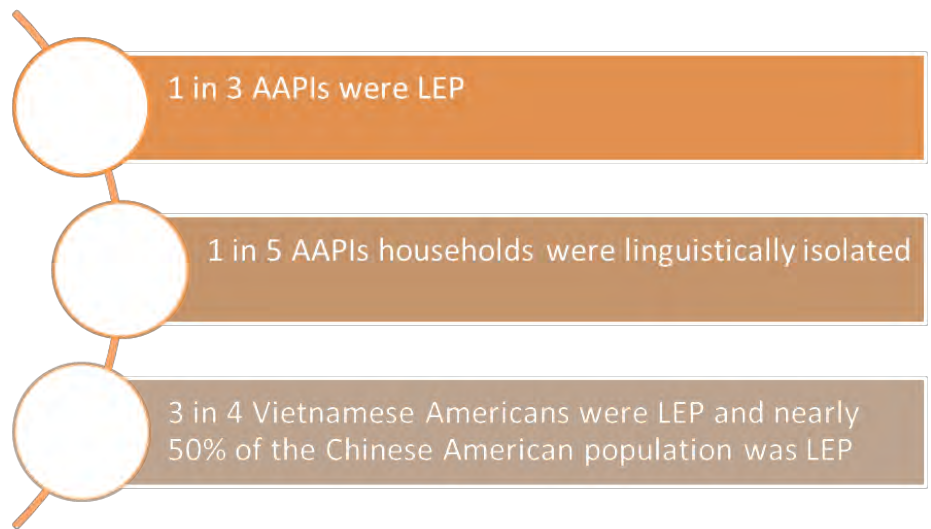 1 in 3 AAPIs were LEP
1 in 5 AAPIs households were linguistically isolated
3 in 4 Vietnamese Americans were LEP and nearly
50% of the Chinese American population was LEP